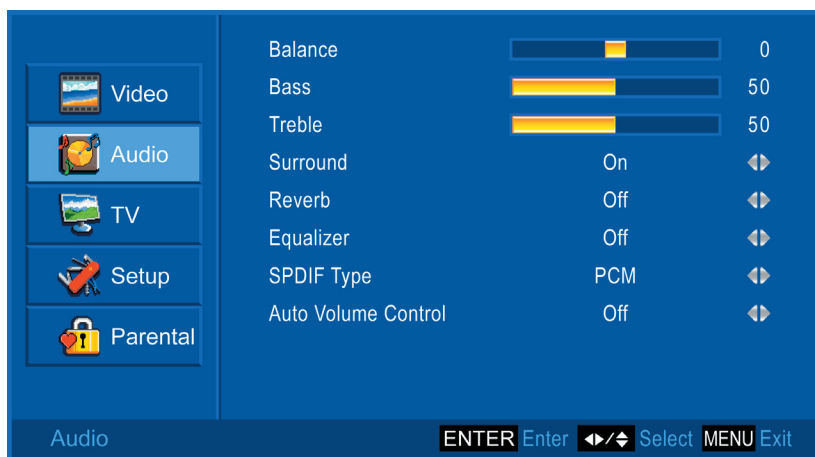 Video
Audio
TV
Setup
Parental
Balance 0
Bass 50
Treble 50
Surround On
Reverb Off
Equalizer Off
SPDIF Type PCM
Auto Volume Control Off
Audio ENTER Enter / Select MENU Exit